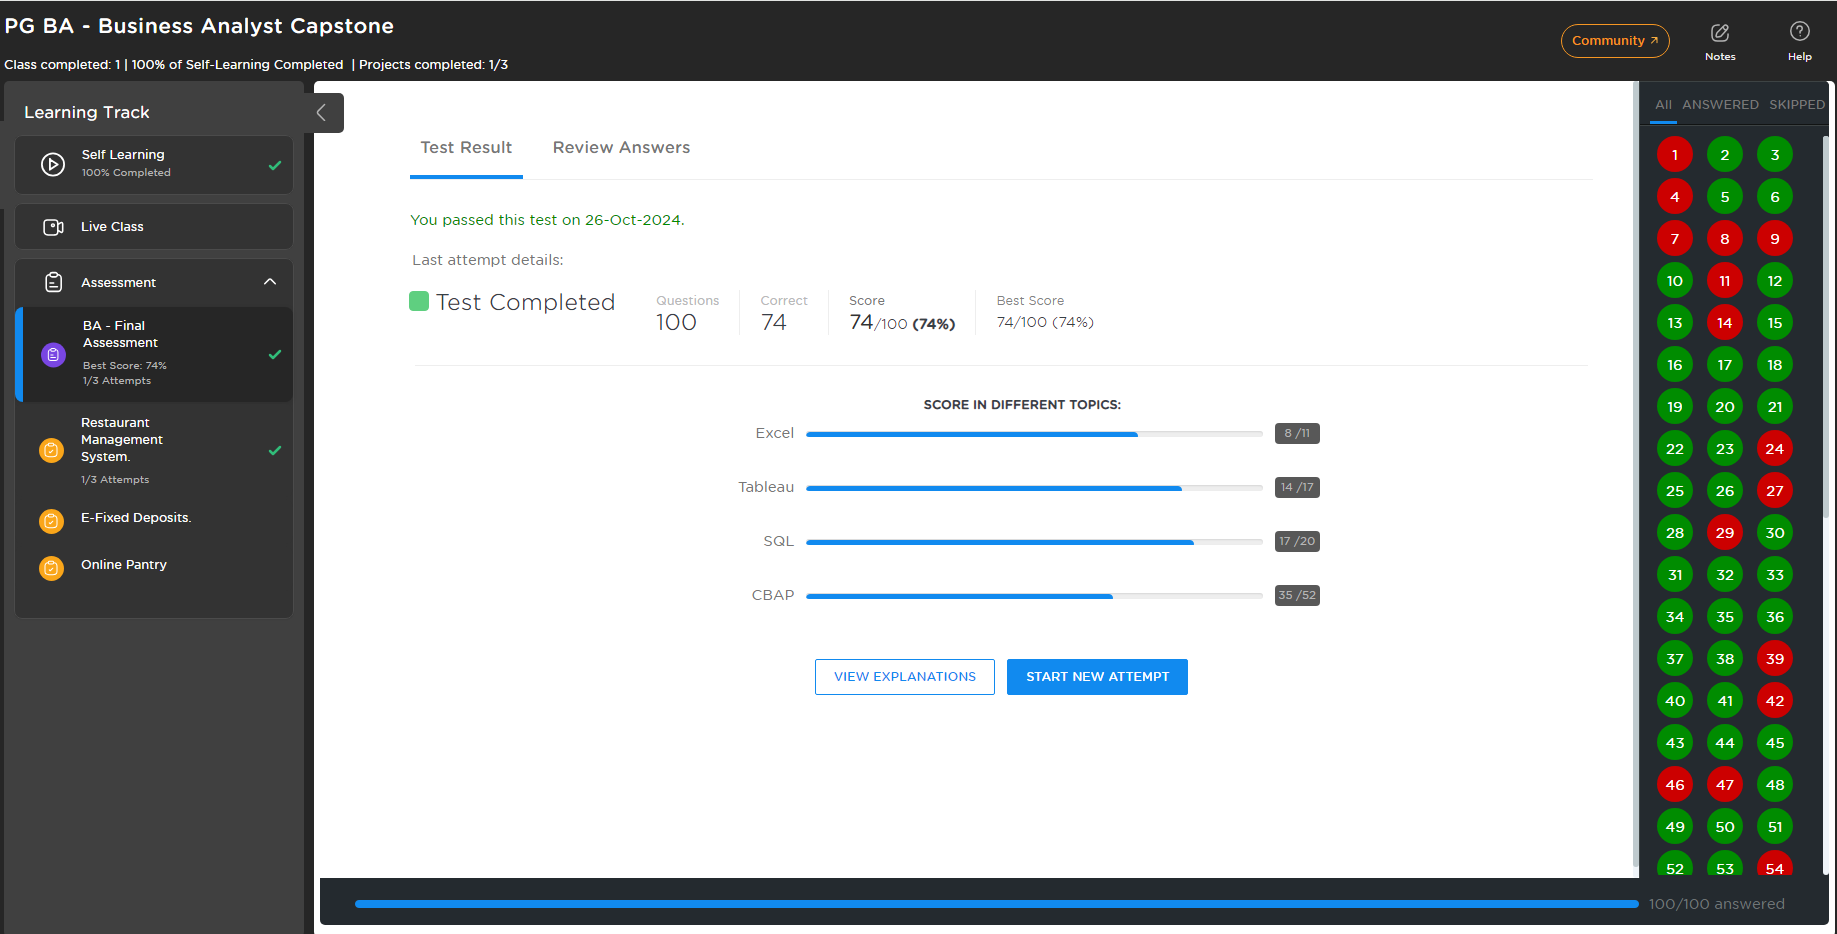 PG BA - Business Analyst Capstone
Class completed: 1 | 100% of Self-Learning Completed | Projects completed: 1/3
Community
Notes
Help
Learning Track
Self Learning
100% Completed
Live Class
Assessment
BA - Final
Assessment
Best Score: 74%
1/3 Attempts
Restaurant
Management
System.
1/3 Attempts
E-Fixed Deposits.
Online Pantry
Test Result Review Answers
You passed this test on 26-Oct-2024.
Last attempt details:
Test Completed
Questions
100
Correct
74
Score
74/100 (74%)
Best Score
74/100 (74%)
SCORE IN DIFFERENT TOPICS:
Excel 8 /11
Tableau 14 /17
SQL 17 /20
CBAP 35 /52
VIEW EXPLANATIONS START NEW ATTEMPT
All ANSWERED SKIPPED
1 2 3
4 5 6
7 8 9
10 11 12
13 14 15
16 17 18
19 20 21
22 23 24
25 26 27
28 29 30
31 32 33
34 35 36
37 38 39
40 41 42
43 44 45
46 47 48
49 50 51
52 53 54
100/100 answered